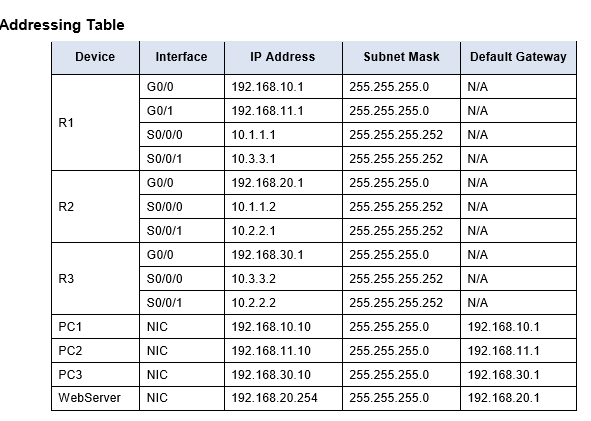 Addressing Table
Device Interface IP Address Subnet Mask Default Gateway
R1 G0/0 192.168.10.1 255.255.255.0 N/A
G0/1 192.168.11.1 255.255.255.0 N/A
S0/0/0 10.1.1.1 255.255.255.252 N/A
S0/0/1 10.3.3.1 255.255.255.252 N/A
R2 G0/0 192.168.20.1 255.255.255.0 N/A
S0/0/0 10.1.1.2 255.255.255.252 N/A
S0/0/1 10.2.2.1 255.255.255.252 N/A
R3 G0/0 192.168.30.1 255.255.255.0 N/A
S0/0/0 10.3.3.2 255.255.255.252 N/A
S0/0/1 10.2.2.2 255.255.255.252 N/A
PC1 NIC 192.168.10.10 255.255.255.0 192.168.10.1
PC2 NIC 192.168.11.10 255.255.255.0 192.168.11.1
PC3 NIC 192.168.30.10 255.255.255.0 192.168.30.1
WebServer NIC 192.168.20.254 255.255.255.0 192.168.20.1